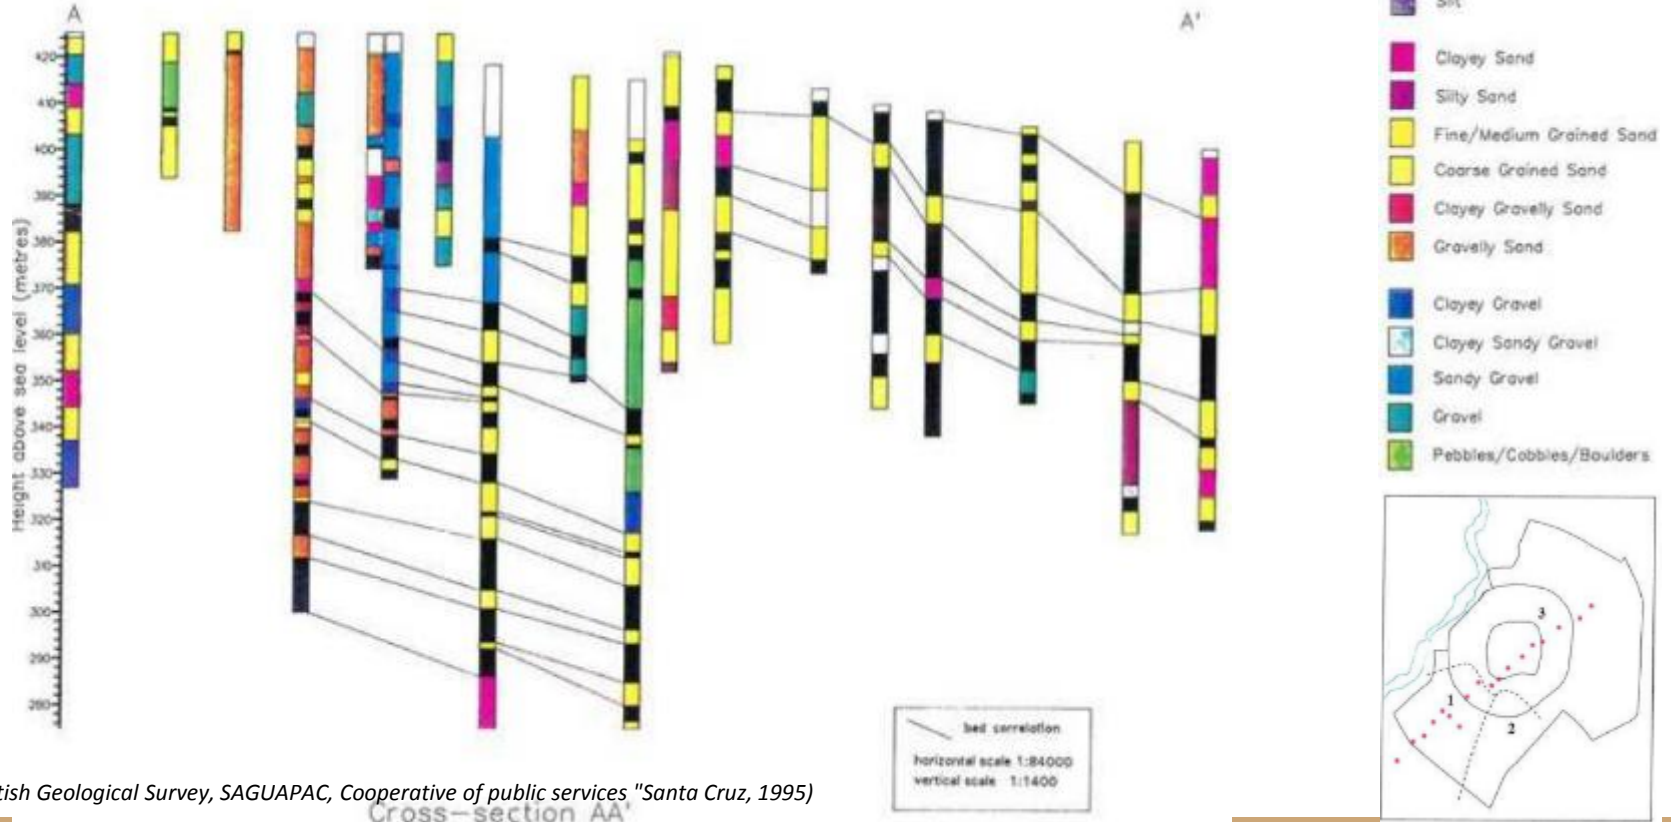 A
A'
Height above sea level (metres)
420
410
400
390
380
370
360
350
340
330
320
310
300
290
280
bed correlation
horizontal scale 1:84000
vertical scale 1:1400
tish Geological Survey, SAGUAPAC, Cooperative of public services "Santa Cruz, 1995)
Cross-section AA'
Silt
Clayey Sand
Silty Sand
Fine/Medium Grained Sand
Coarse Grained Sand
Clayey Gravelly Sand
Gravelly Sand
Clayey Gravel
Clayey Sandy Gravel
Sandy Gravel
Gravel
Pebbles/Cobbles/Boulders
3
1
2